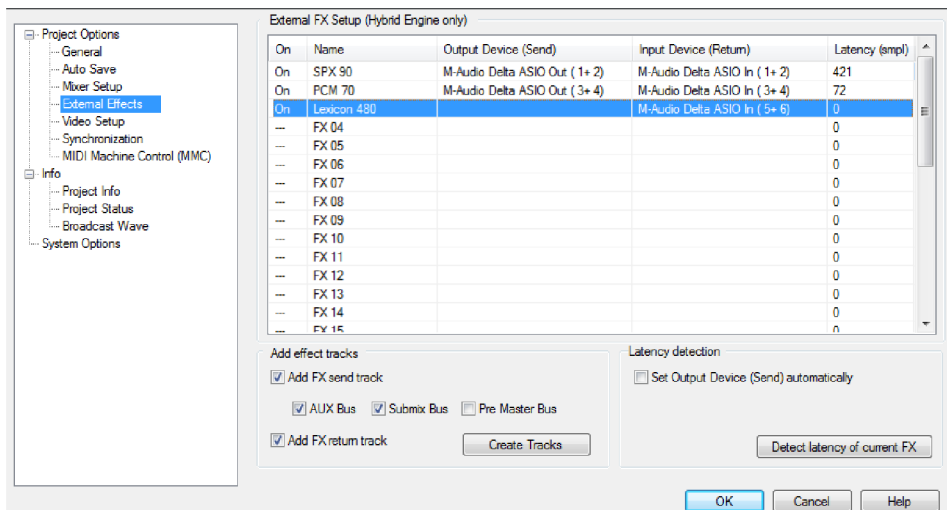 Project Options
General
Auto Save
Mixer Setup
External Effects
Video Setup
Synchronization
MIDI Machine Control (MMC)
Info
Project Info
Project Status
Broadcast Wave
System Options
External FX Setup (Hybrid Engine only)
On Name Output Device (Send) Input Device (Return) Latency (smpl)
On SPX 90 M-Audio Delta ASIO Out ( 1+ 2) M-Audio Delta ASIO In ( 1+ 2) 421
On PCM 70 M-Audio Delta ASIO Out ( 3+ 4) M-Audio Delta ASIO In ( 3+ 4) 72
On Lexicon 480 M-Audio Delta ASIO In ( 5+ 6) 0
--- FX 04 0
--- FX 05 0
--- FX 06 0
--- FX 07 0
--- FX 08 0
--- FX 09 0
--- FX 10 0
--- FX 11 0
--- FX 12 0
--- FX 13 0
--- FX 14 0
--- FX 15 0
Add effect tracks
Add FX send track
AUX Bus Submix Bus Pre Master Bus
Add FX return track Create Tracks
Latency detection
Set Output Device (Send) automatically
Detect latency of current FX
OK Cancel Help